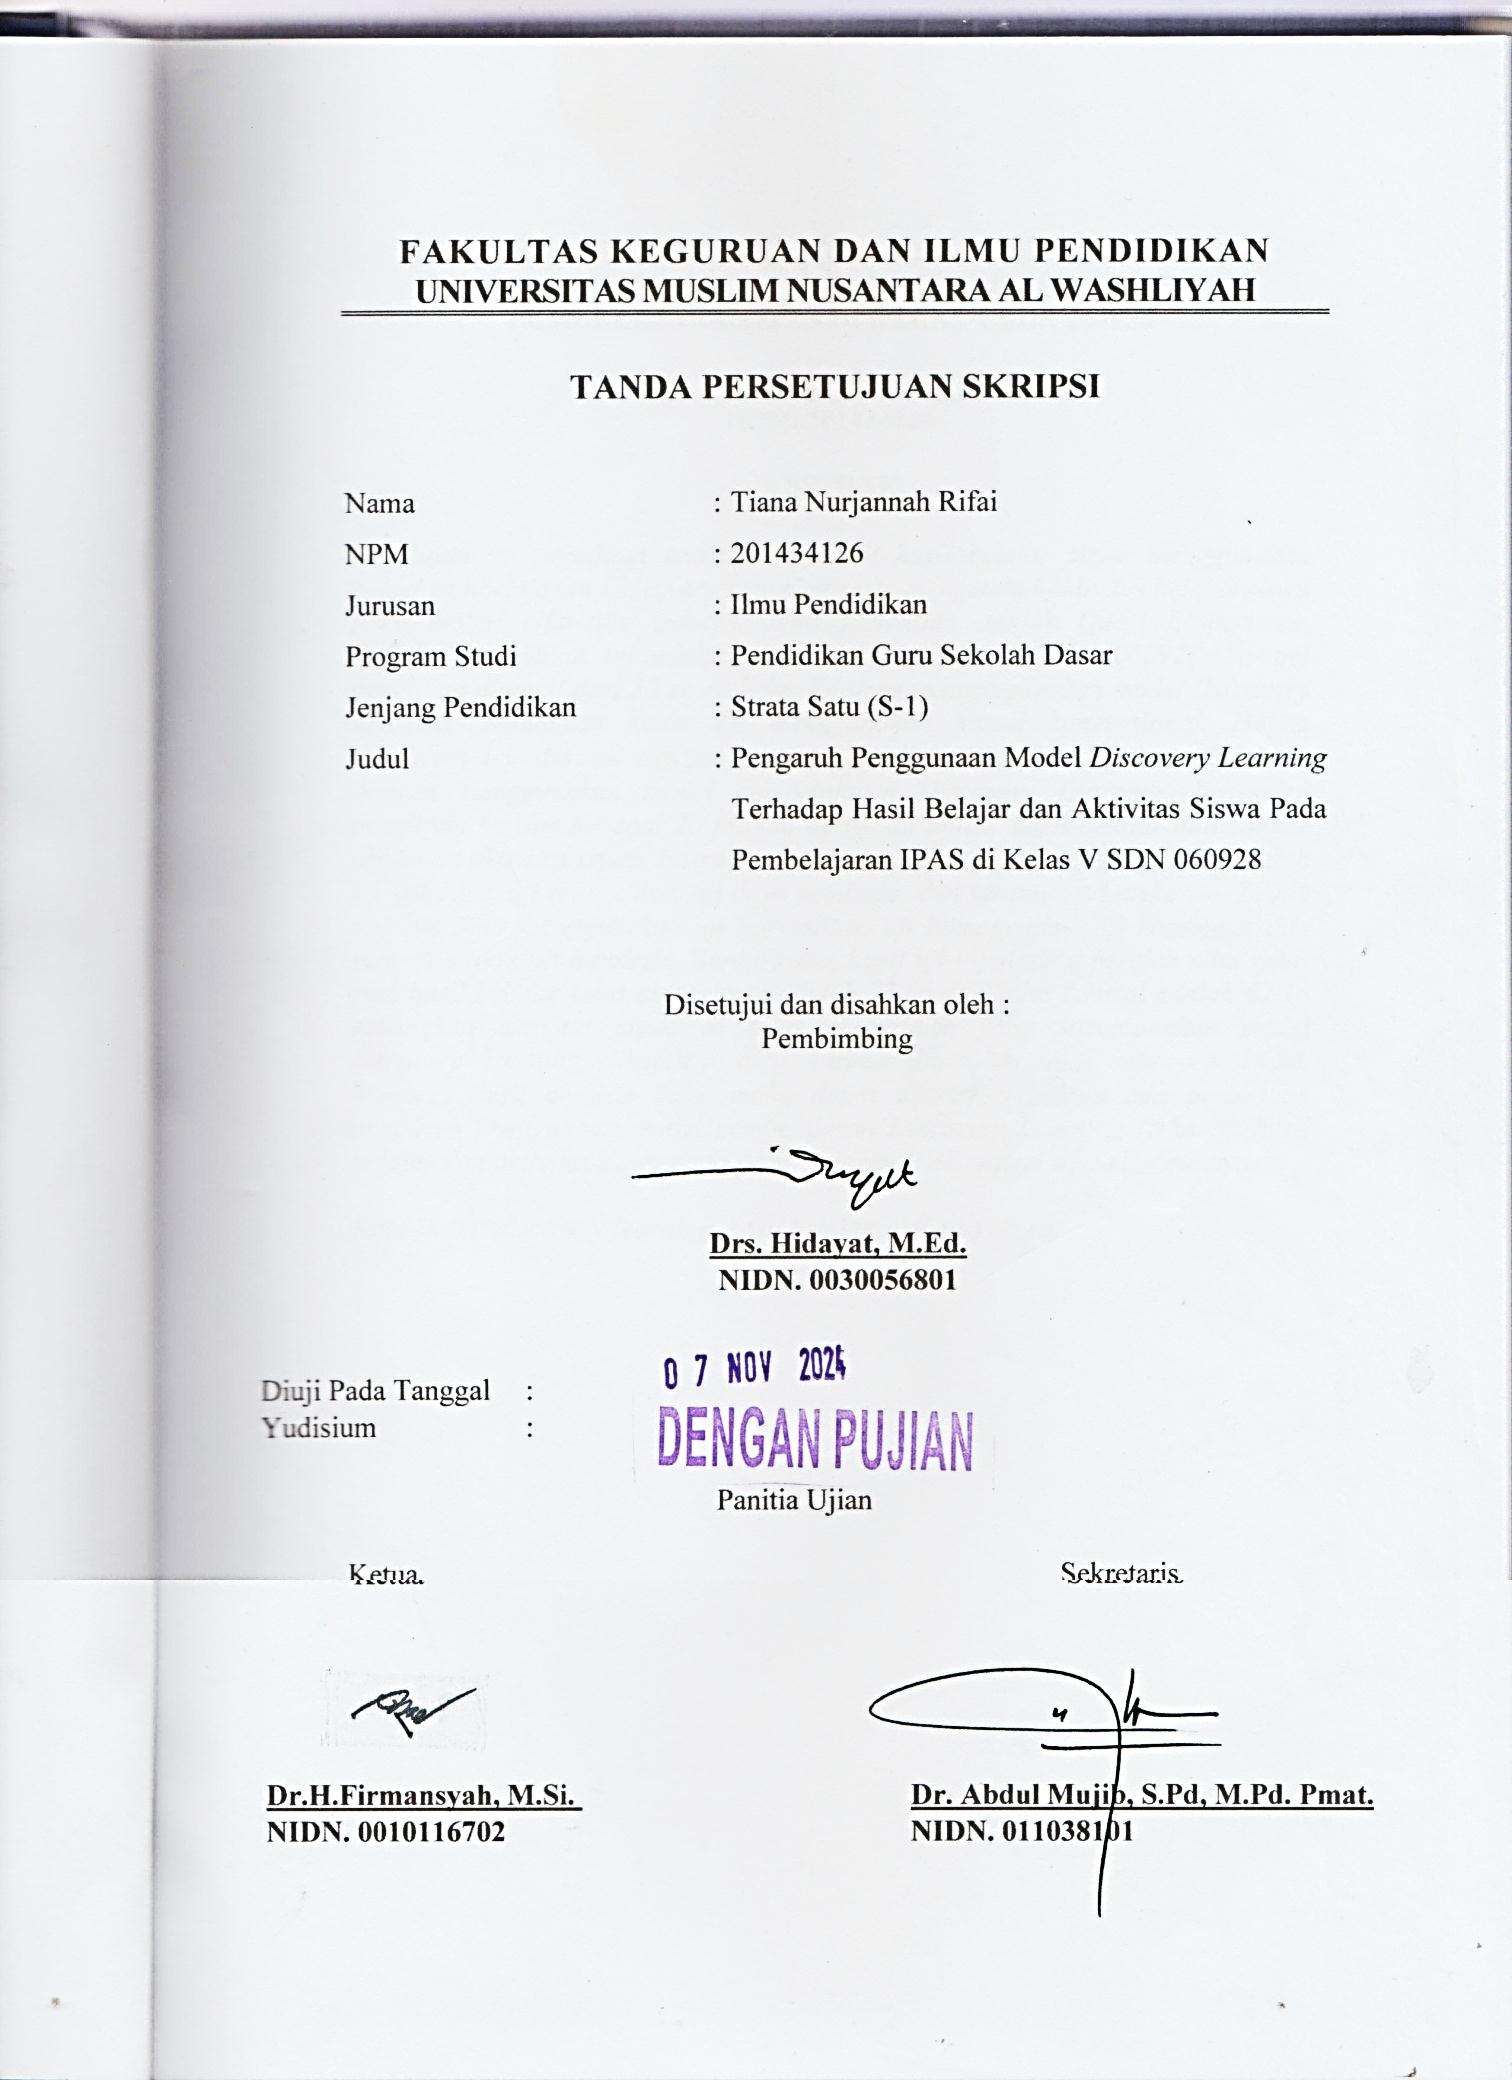 FAKULTAS KEGURUAN DAN ILMU PENDIDIKAN
UNIVERSITAS MUSLIM NUSANTARA AL WASHLIYAH
TANDA PERSETUJUAN SKRIPSI
Nama : Tiana Nurjannah Rifai
NPM : 201434126
Jurusan : Ilmu Pendidikan
Program Studi : Pendidikan Guru Sekolah Dasar
Jenjang Pendidikan : Strata Satu (S-1)
Judul : Pengaruh Penggunaan Model Discovery Learning
Terhadap Hasil Belajar dan Aktivitas Siswa Pada
Pembelajaran IPAS di Kelas V SDN 060928
Disetujui dan disahkan oleh :
Pembimbing
Drs. Hidayat, M.Ed.
NIDN. 0030056801
Diuji Pada Tanggal : 07 NOV 2024
Yudisium : DENGAN PUJIAN
Panitia Ujian
Ketua Sekretaris
Dr.H.Firmansyah, M.Si. Dr. Abdul Mujib, S.Pd, M.Pd. Pmat.
NIDN. 0010116702 NIDN. 011038101